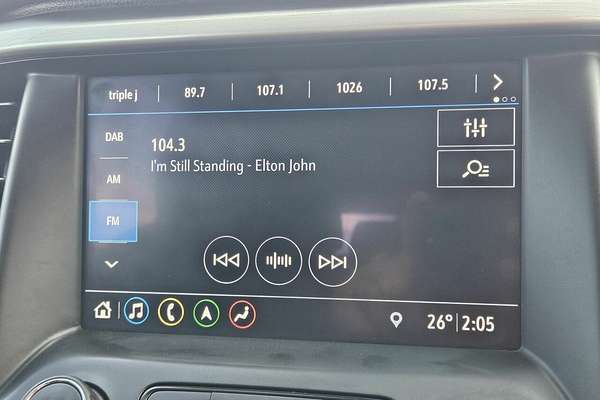 triple j 89.7 107.1 1026 107.5
DAB
104.3
I'm Still Standing - Elton John
AM
FM
26° 2:05